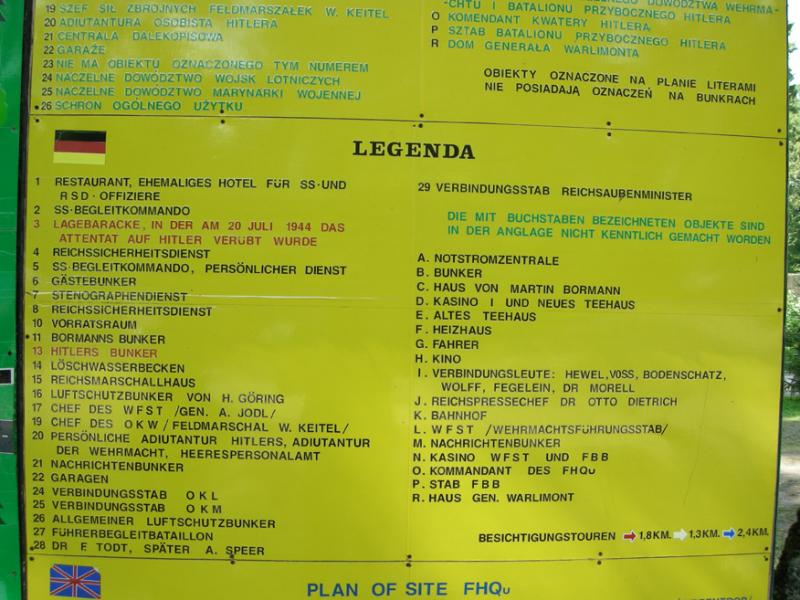 19 SZEF SIŁ ZBROJNYCH FELDMARSZAŁEK W. KEITEL
20 ADIUTANTURA OSOBISTA HITLERA
21 CENTRALA DALEKOPISOWA
22 GARAŻE
23 NIE MA OBIEKTU OZNACZONEGO TYM NUMEREM
24 NACZELNE DOWÓDZTWO WOJSK LOTNICZYCH
25 NACZELNE DOWÓDZTWO MARYNARKI WOJENNEJ
26 SCHRON OGÓLNEGO UŻYTKU
DOWÓDZTWA WEHRMA-
CHTU I BATALIONU PRZYBOCZNEGO HITLERA
O KOMENDANT KWATERY HITLERA
P SZTAB BATALIONU PRZYBOCZNEGO HITLERA
R DOM GENERAŁA WARLIMONTA
OBIEKTY OZNACZONE NA PLANIE LITERAMI
NIE POSIADAJĄ OZNACZEŃ NA BUNKRACH
LEGENDA
1 RESTAURANT, EHEMALIGES HOTEL FÜR SS-UND
RSD-OFFIZIERE
2 SS-BEGLEITKOMMANDO
3 LAGEBARACKE, IN DER AM 20 JULI 1944 DAS
ATTENTAT AUF HITLER VERÜBT WURDE
4 REICHSSICHERHEITSDIENST
5 SS-BEGLEITKOMMANDO, PERSÖNLICHER DIENST
6 GÄSTEBUNKER
7 STENOGRAPHENDIENST
8 REICHSSICHERHEITSDIENST
10 VORRATSRAUM
11 BORMANNS BUNKER
13 HITLERS BUNKER
14 LÖSCHWASSERBECKEN
15 REICHSMARSCHALLHAUS
16 LUFTSCHUTZBUNKER VON H. GÖRING
17 CHEF DES WFST /GEN. A. JODL/
19 CHEF DES OKW/FELDMARSCHAL W. KEITEL/
20 PERSÖNLICHE ADIUTANTUR HITLERS, ADIUTANTUR
DER WEHRMACHT, HEERESPERSONALAMT
21 NACHRICHTENBUNKER
22 GARAGEN
24 VERBINDUNGSSTAB OKL
25 VERBINDUNGSSTAB OKM
26 ALLGEMEINER LUFTSCHUTZBUNKER
27 FÜHRERBEGLEITBATAILLON
28 DR F. TODT, SPÄTER A. SPEER
29 VERBINDUNGSSTAB REICHSAUBENMINISTER
DIE MIT BUCHSTABEN BEZEICHNETEN OBJEKTE SIND
IN DER ANGLAGE NICHT KENNTLICH GEMACHT WORDEN
A. NOTSTROMZENTRALE
B. BUNKER
C. HAUS VON MARTIN BORMANN
D. KASINO I UND NEUES TEEHAUS
E. ALTES TEEHAUS
F. HEIZHAUS
G. FAHRER
H. KINO
I. VERBINDUNGSLEUTE: HEWEL, VOSS, BODENSCHATZ,
WOLFF, FEGELEIN, DR MORELL
J. REICHSPRESSECHEF DR OTTO DIETRICH
K. BAHNHOF
L. WFST /WEHRMACHTSFÜHRUNGSSTAB/
M. NACHRICHTENBUNKER
N. KASINO WFST UND FBB
O. KOMMANDANT DES FHQu
P. STAB FBB
R. HAUS GEN. WARLIMONT
BESICHTIGUNGSTOUREN 1,8KM. 1,3KM. 2,4KM.
PLAN OF SITE FHQu